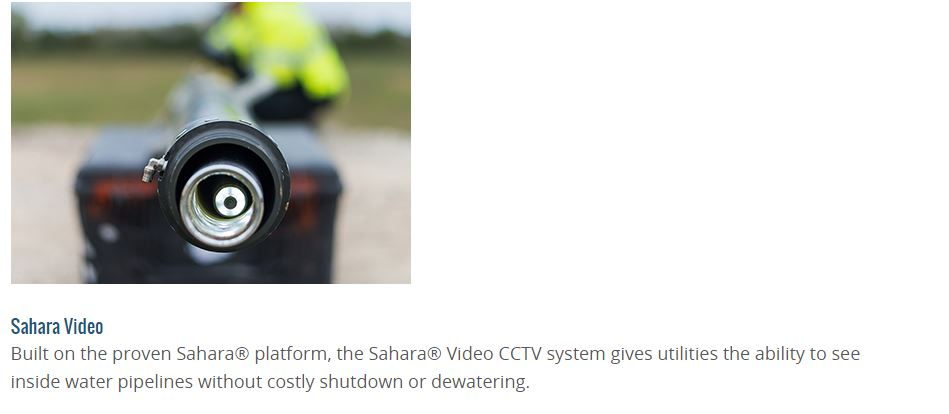 Sahara Video
Built on the proven Sahara® platform, the Sahara® Video CCTV system gives utilities the ability to see
inside water pipelines without costly shutdown or dewatering.